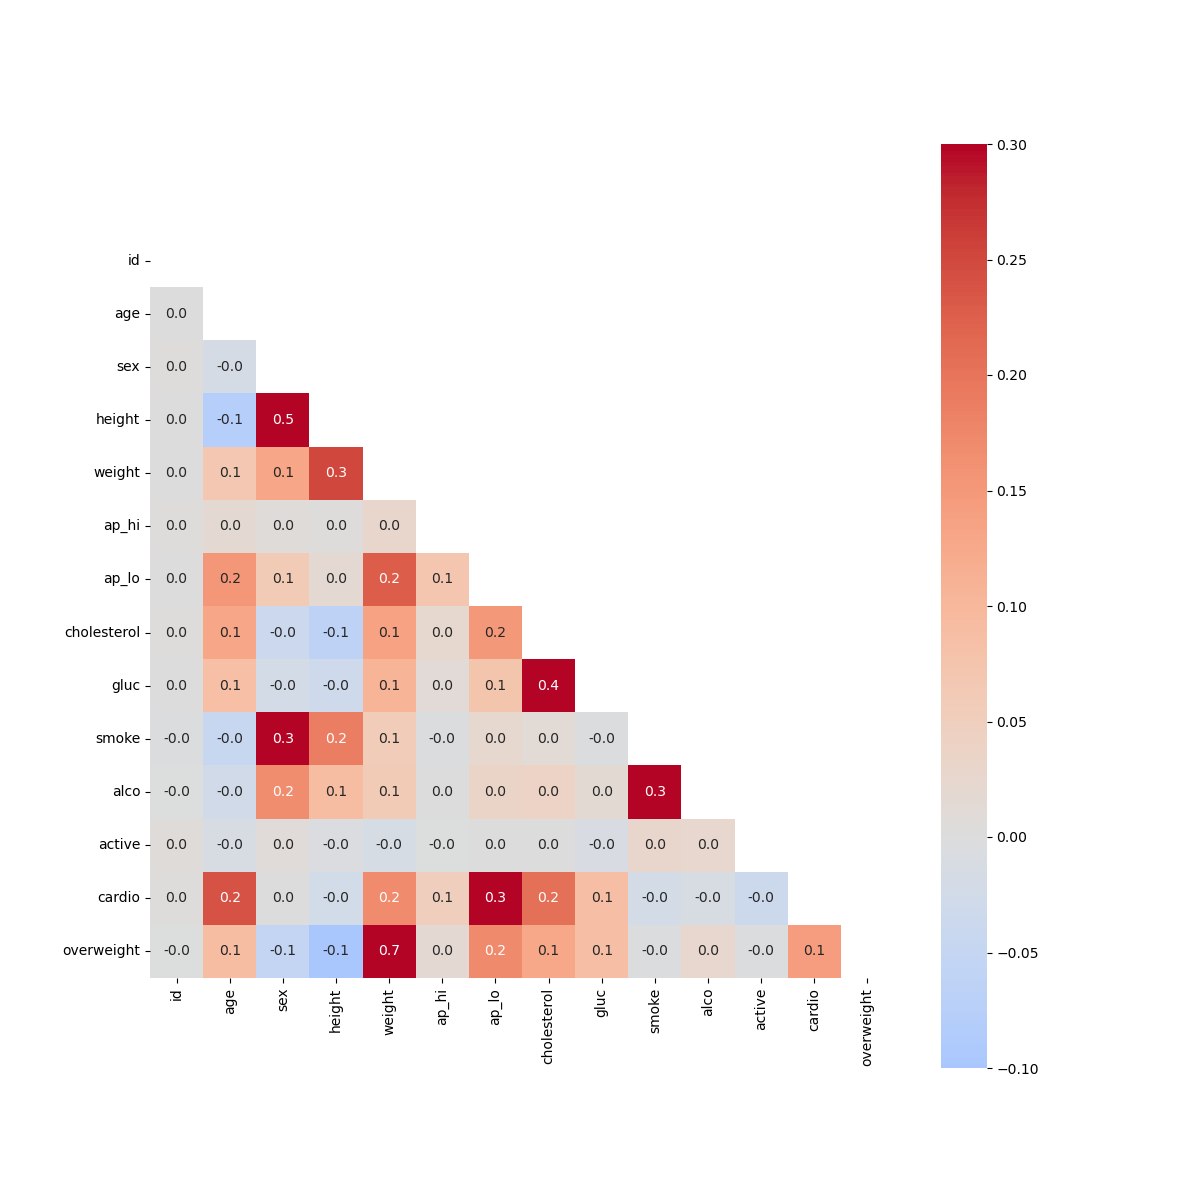 0.30
0.25
id
age 0.0
0.20
sex 0.0 -0.0
height 0.0 -0.1 0.5
weight 0.0 0.1 0.1 0.3
0.15
ap_hi 0.0 0.0 0.0 0.0 0.0
ap_lo 0.0 0.2 0.1 0.0 0.2 0.1
0.10
cholesterol 0.0 0.1 -0.0 -0.1 0.1 0.0 0.2
gluc 0.0 0.1 -0.0 -0.0 0.1 0.0 0.1 0.4
0.05
smoke -0.0 -0.0 0.3 0.2 0.1 -0.0 0.0 0.0 -0.0
alco -0.0 -0.0 0.2 0.1 0.1 0.0 0.0 0.0 0.0 0.3
0.00
active 0.0 -0.0 0.0 -0.0 -0.0 -0.0 0.0 0.0 -0.0 0.0 0.0
cardio 0.0 0.2 0.0 -0.0 0.2 0.1 0.3 0.2 0.1 -0.0 -0.0 -0.0
overweight -0.0 0.1 -0.1 -0.1 0.7 0.0 0.2 0.1 0.1 -0.0 0.0 -0.0 0.1
−0.05
id age sex height weight ap_hi ap_lo cholesterol gluc smoke alco active cardio overweight
−0.10